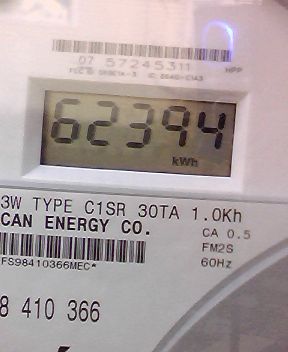 07 57245311
HPP
62394
kWh
3W TYPE C1SR 30TA 1.0Kh
CAN ENERGY CO.
CA 0.5
FM2S
60Hz
FS98410366MEC*
8 410 366